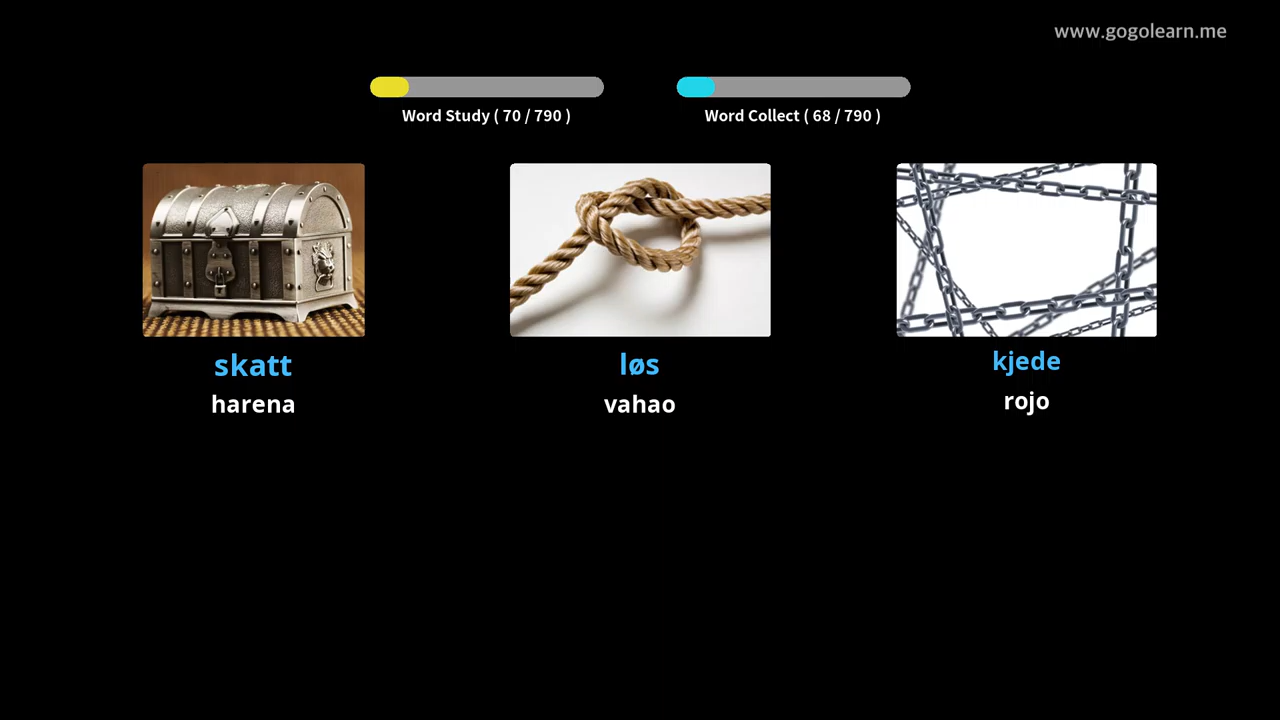 www.gogolearn.me
Word Study ( 70 / 790 )
Word Collect ( 68 / 790 )
skatt
harena
løs
vahao
kjede
rojo